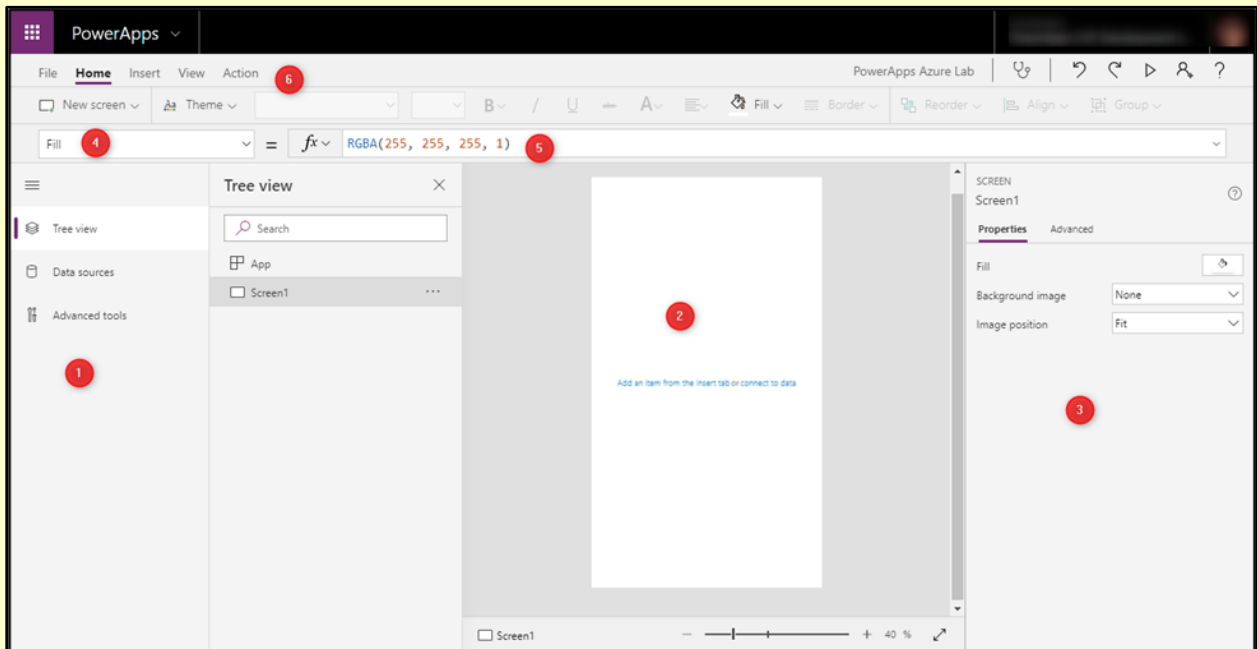 PowerApps
File Home Insert View Action 6 PowerApps Azure Lab ?
New screen Theme B / U abc A Fill Border Reorder Align Group
Fill 4 = fx RGBA(255, 255, 255, 1) 5
Tree view
Search
App
Screen1 ...
Tree view
Data sources
Advanced tools
1
2
Add an item from the Insert tab or connect to data
Screen1 − + 40 %
SCREEN
Screen1
?
Properties Advanced
Fill
Background image None
Image position Fit
3